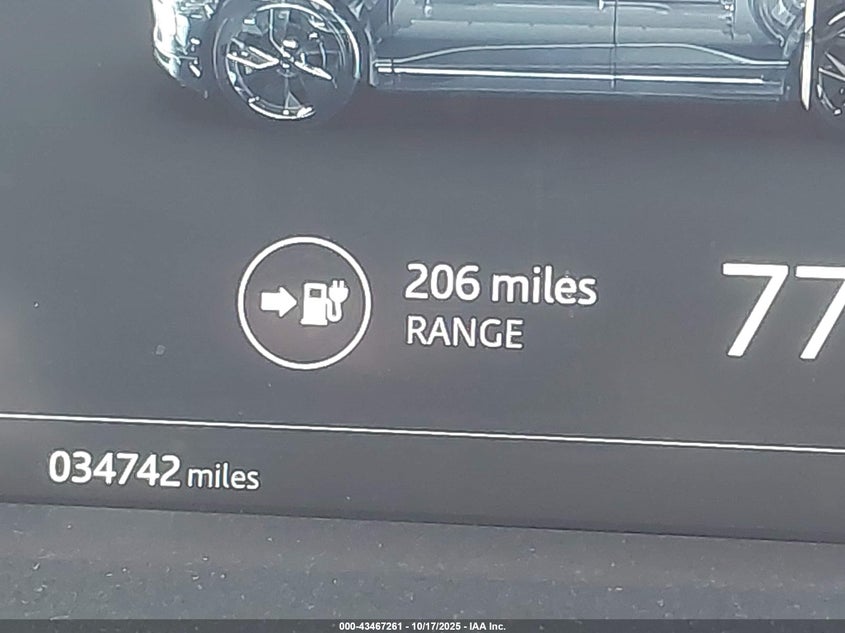 206 miles
RANGE
77
034742 miles
000-43467261 - 10/17/2025 - IAA Inc.